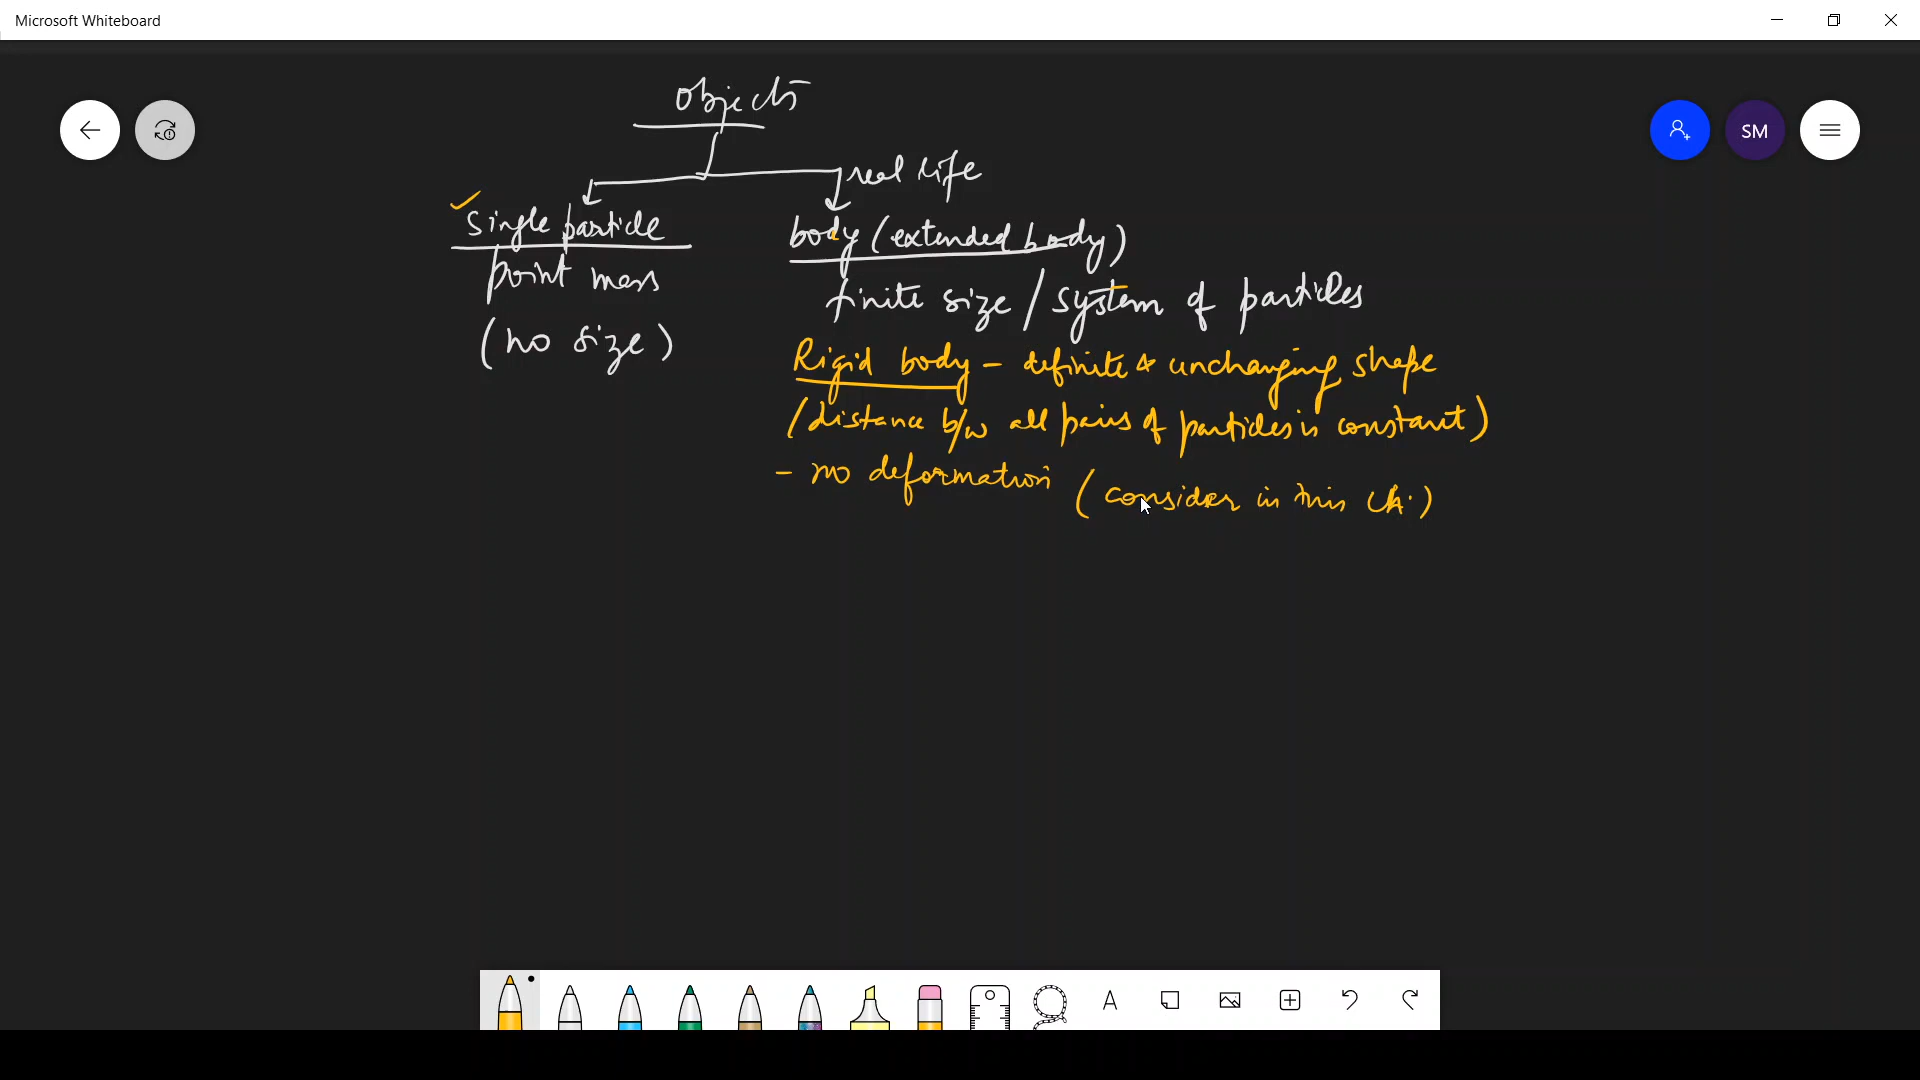 Microsoft Whiteboard
Objects
real life
single particle
point mass
(no size)
body (extended body)
finite size / system of particles
Rigid body - definite & unchanging shape
(distance b/w all pairs of particles is constant)
- no deformation (consider in this Ch.)
SM
A